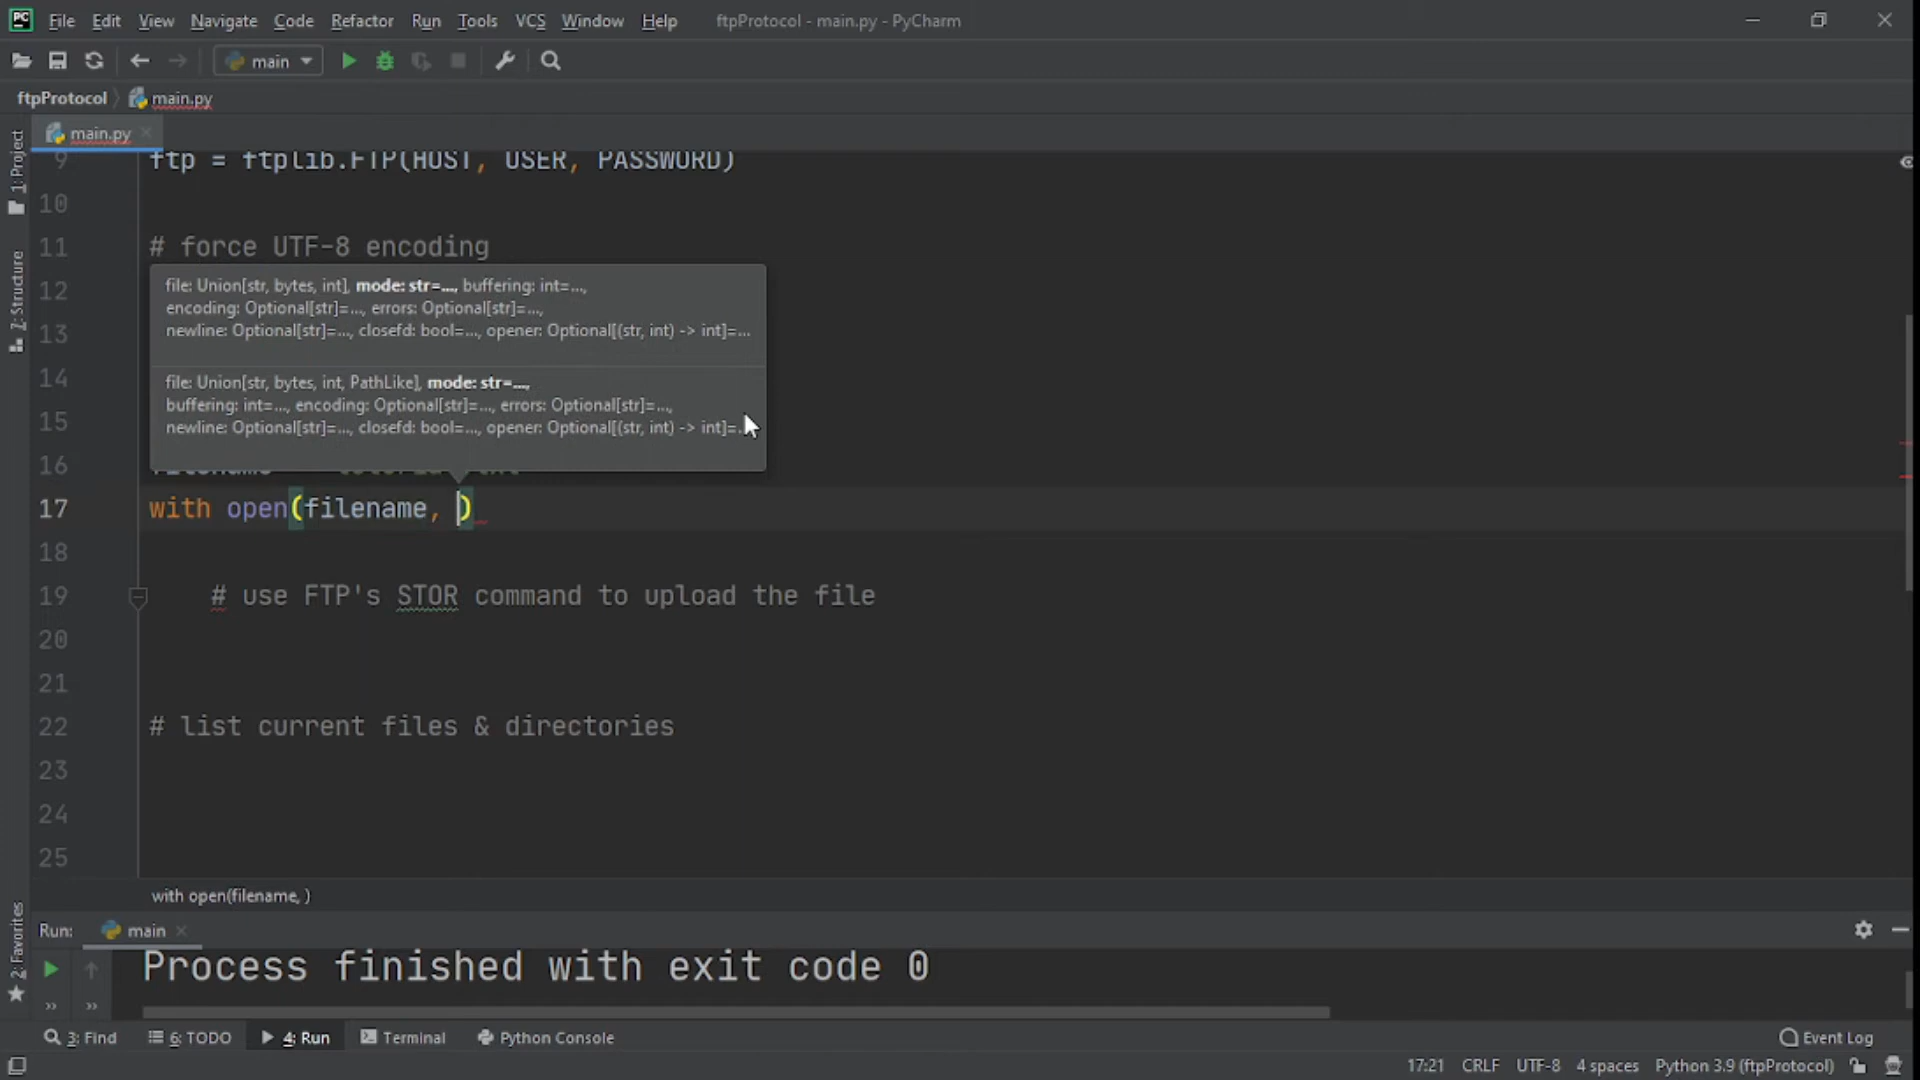 PC File Edit View Navigate Code Refactor Run Tools VCS Window Help ftpProtocol - main.py - PyCharm
main
ftpProtocol main.py
main.py
1: Project
Z: Structure
2: Favorites
9 ftp = ftplib.FTP(HOST, USER, PASSWORD)
10
11 # force UTF-8 encoding
12
file: Union[str, bytes, int], mode: str=..., buffering: int=...,
encoding: Optional[str]=..., errors: Optional[str]=...,
newline: Optional[str]=..., closefd: bool=..., opener: Optional[(str, int) -> int]=...
13
14
file: Union[str, bytes, int, PathLike], mode: str=...,
buffering: int=..., encoding: Optional[str]=..., errors: Optional[str]=...,
newline: Optional[str]=..., closefd: bool=..., opener: Optional[(str, int) -> int]=...
15
16
17 with open(filename, )
18
19 # use FTP's STOR command to upload the file
20
21
22 # list current files & directories
23
24
25
with open(filename, )
Run: main
Process finished with exit code 0
3: Find 6: TODO 4: Run Terminal Python Console Event Log
17:21 CRLF UTF-8 4 spaces Python 3.9 (ftpProtocol)